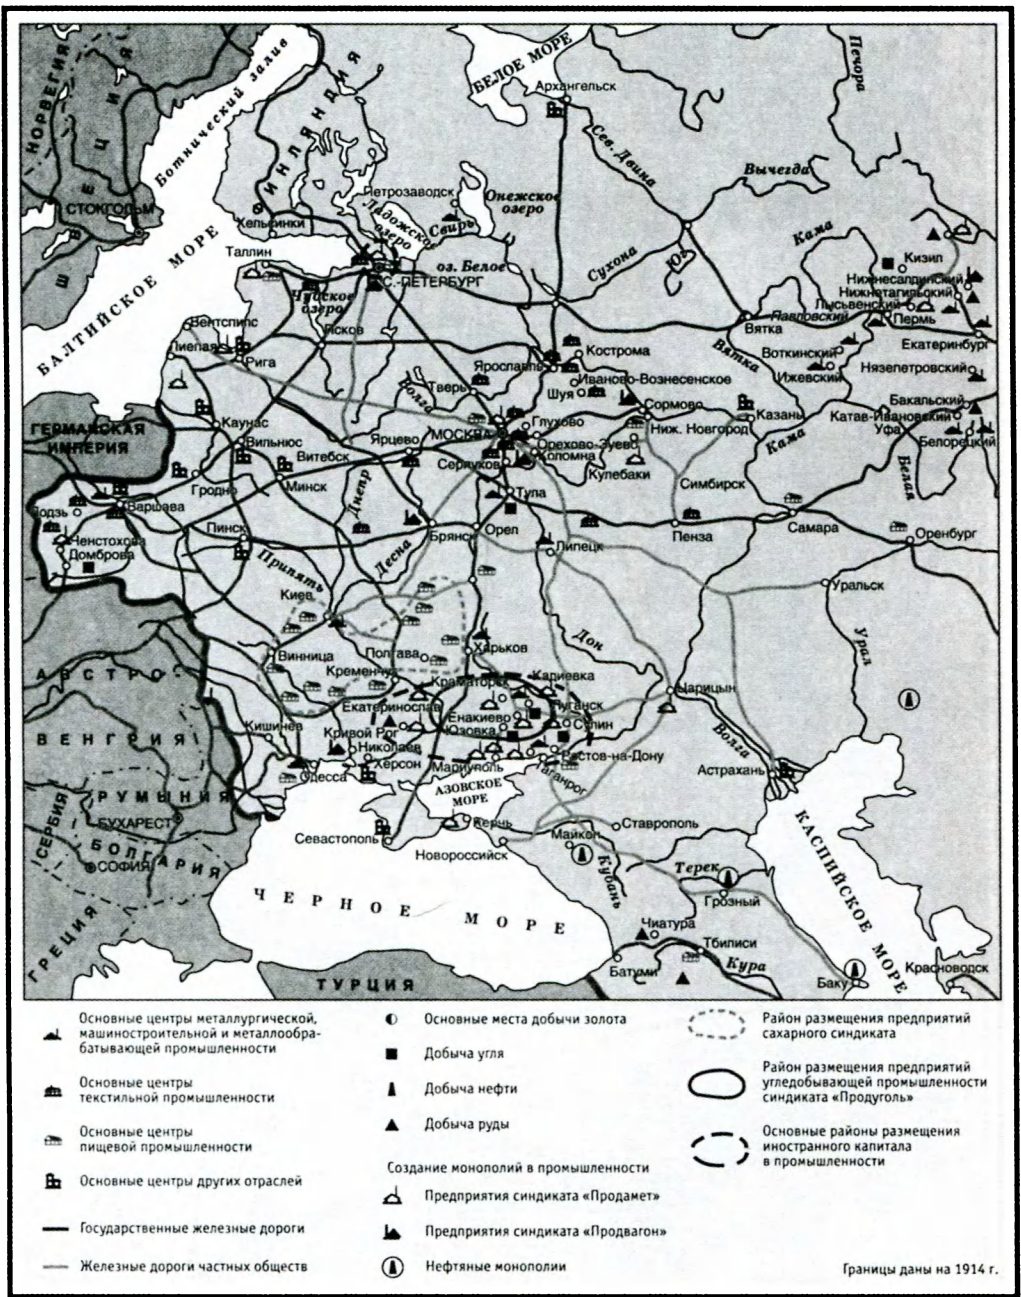 НОРВЕГИЯ
ШВЕЦИЯ
СТОКГОЛЬМ
Ботнический залив
БАЛТИЙСКОЕ МОРЕ
БЕЛОЕ МОРЕ
Архангельск
Печора
Сев. Двина
Вычегда
Петрозаводск
Онежское
озеро
Ладожское
озеро
Свирь
Хельсинки
Таллин
С.-ПЕТЕРБУРГ
оз. Белое
Сухона
Юг
Кама
Кизил
Нижнесалдинский
Нижнетагильский
Лысьвенский
Павловский
Пермь
Екатеринбург
Чудское
озеро
Псков
Вентспилс
Лиепая
Рига
Вятка
Вятка
Воткинский
Ижевский
Нязепетровский
Кострома
Ярославль
Иваново-Вознесенское
Шуя
Тверь
Волга
Сормово
Казань
Бакальский
Катав-Ивановский
Уфа
Белорецкий
Глухово
МОСКВА
Орехово-Зуево
Ниж. Новгород
Коломна
Кулебаки
Кама
Белая
Каунас
Вильнюс
Витебск
Ярцево
Серпухов
ГЕРМАНСКАЯ
ИМПЕРИЯ
Гродно
Минск
Днепр
Тула
Симбирск
Лодзь
Варшава
Ченстохова
Домброва
Пинск
Брянск
Орел
Липецк
Пенза
Самара
Оренбург
Припять
Десна
Уральск
Киев
Винница
Полтава
Харьков
Дон
Урал
АВСТРО-
ВЕНГРИЯ
Кременчуг
Краматорск
Кадиевка
Луганск
Царицын
Екатеринослав
Енакиево
Юзовка
Сулин
Кишинев
Кривой Рог
Николаев
Херсон
Одесса
Мариуполь
Ростов-на-Дону
Таганрог
Волга
Астрахань
РУМЫНИЯ
БУХАРЕСТ
СЕРБИЯ
БОЛГАРИЯ
СОФИЯ
ГРЕЦИЯ
АЗОВСКОЕ
МОРЕ
Севастополь
Керчь
Новороссийск
Майкоп
Ставрополь
Кубань
Терек
Грозный
КАСПИЙСКОЕ МОРЕ
ЧЕРНОЕ МОРЕ
Чиатура
Тбилиси
Батуми
Кура
Баку
Красноводск
ТУРЦИЯ
Основные центры металлургической,
машиностроительной и металлообра-
батывающей промышленности
Основные центры
текстильной промышленности
Основные центры
пищевой промышленности
Основные центры других отраслей
Государственные железные дороги
Железные дороги частных обществ
Основные места добычи золота
Добыча угля
Добыча нефти
Добыча руды
Создание монополий в промышленности
Предприятия синдиката «Продамет»
Предприятия синдиката «Продвагон»
Нефтяные монополии
Район размещения предприятий
сахарного синдиката
Район размещения предприятий
угледобывающей промышленности
синдиката «Продуголь»
Основные районы размещения
иностранного капитала
в промышленности
Границы даны на 1914 г.